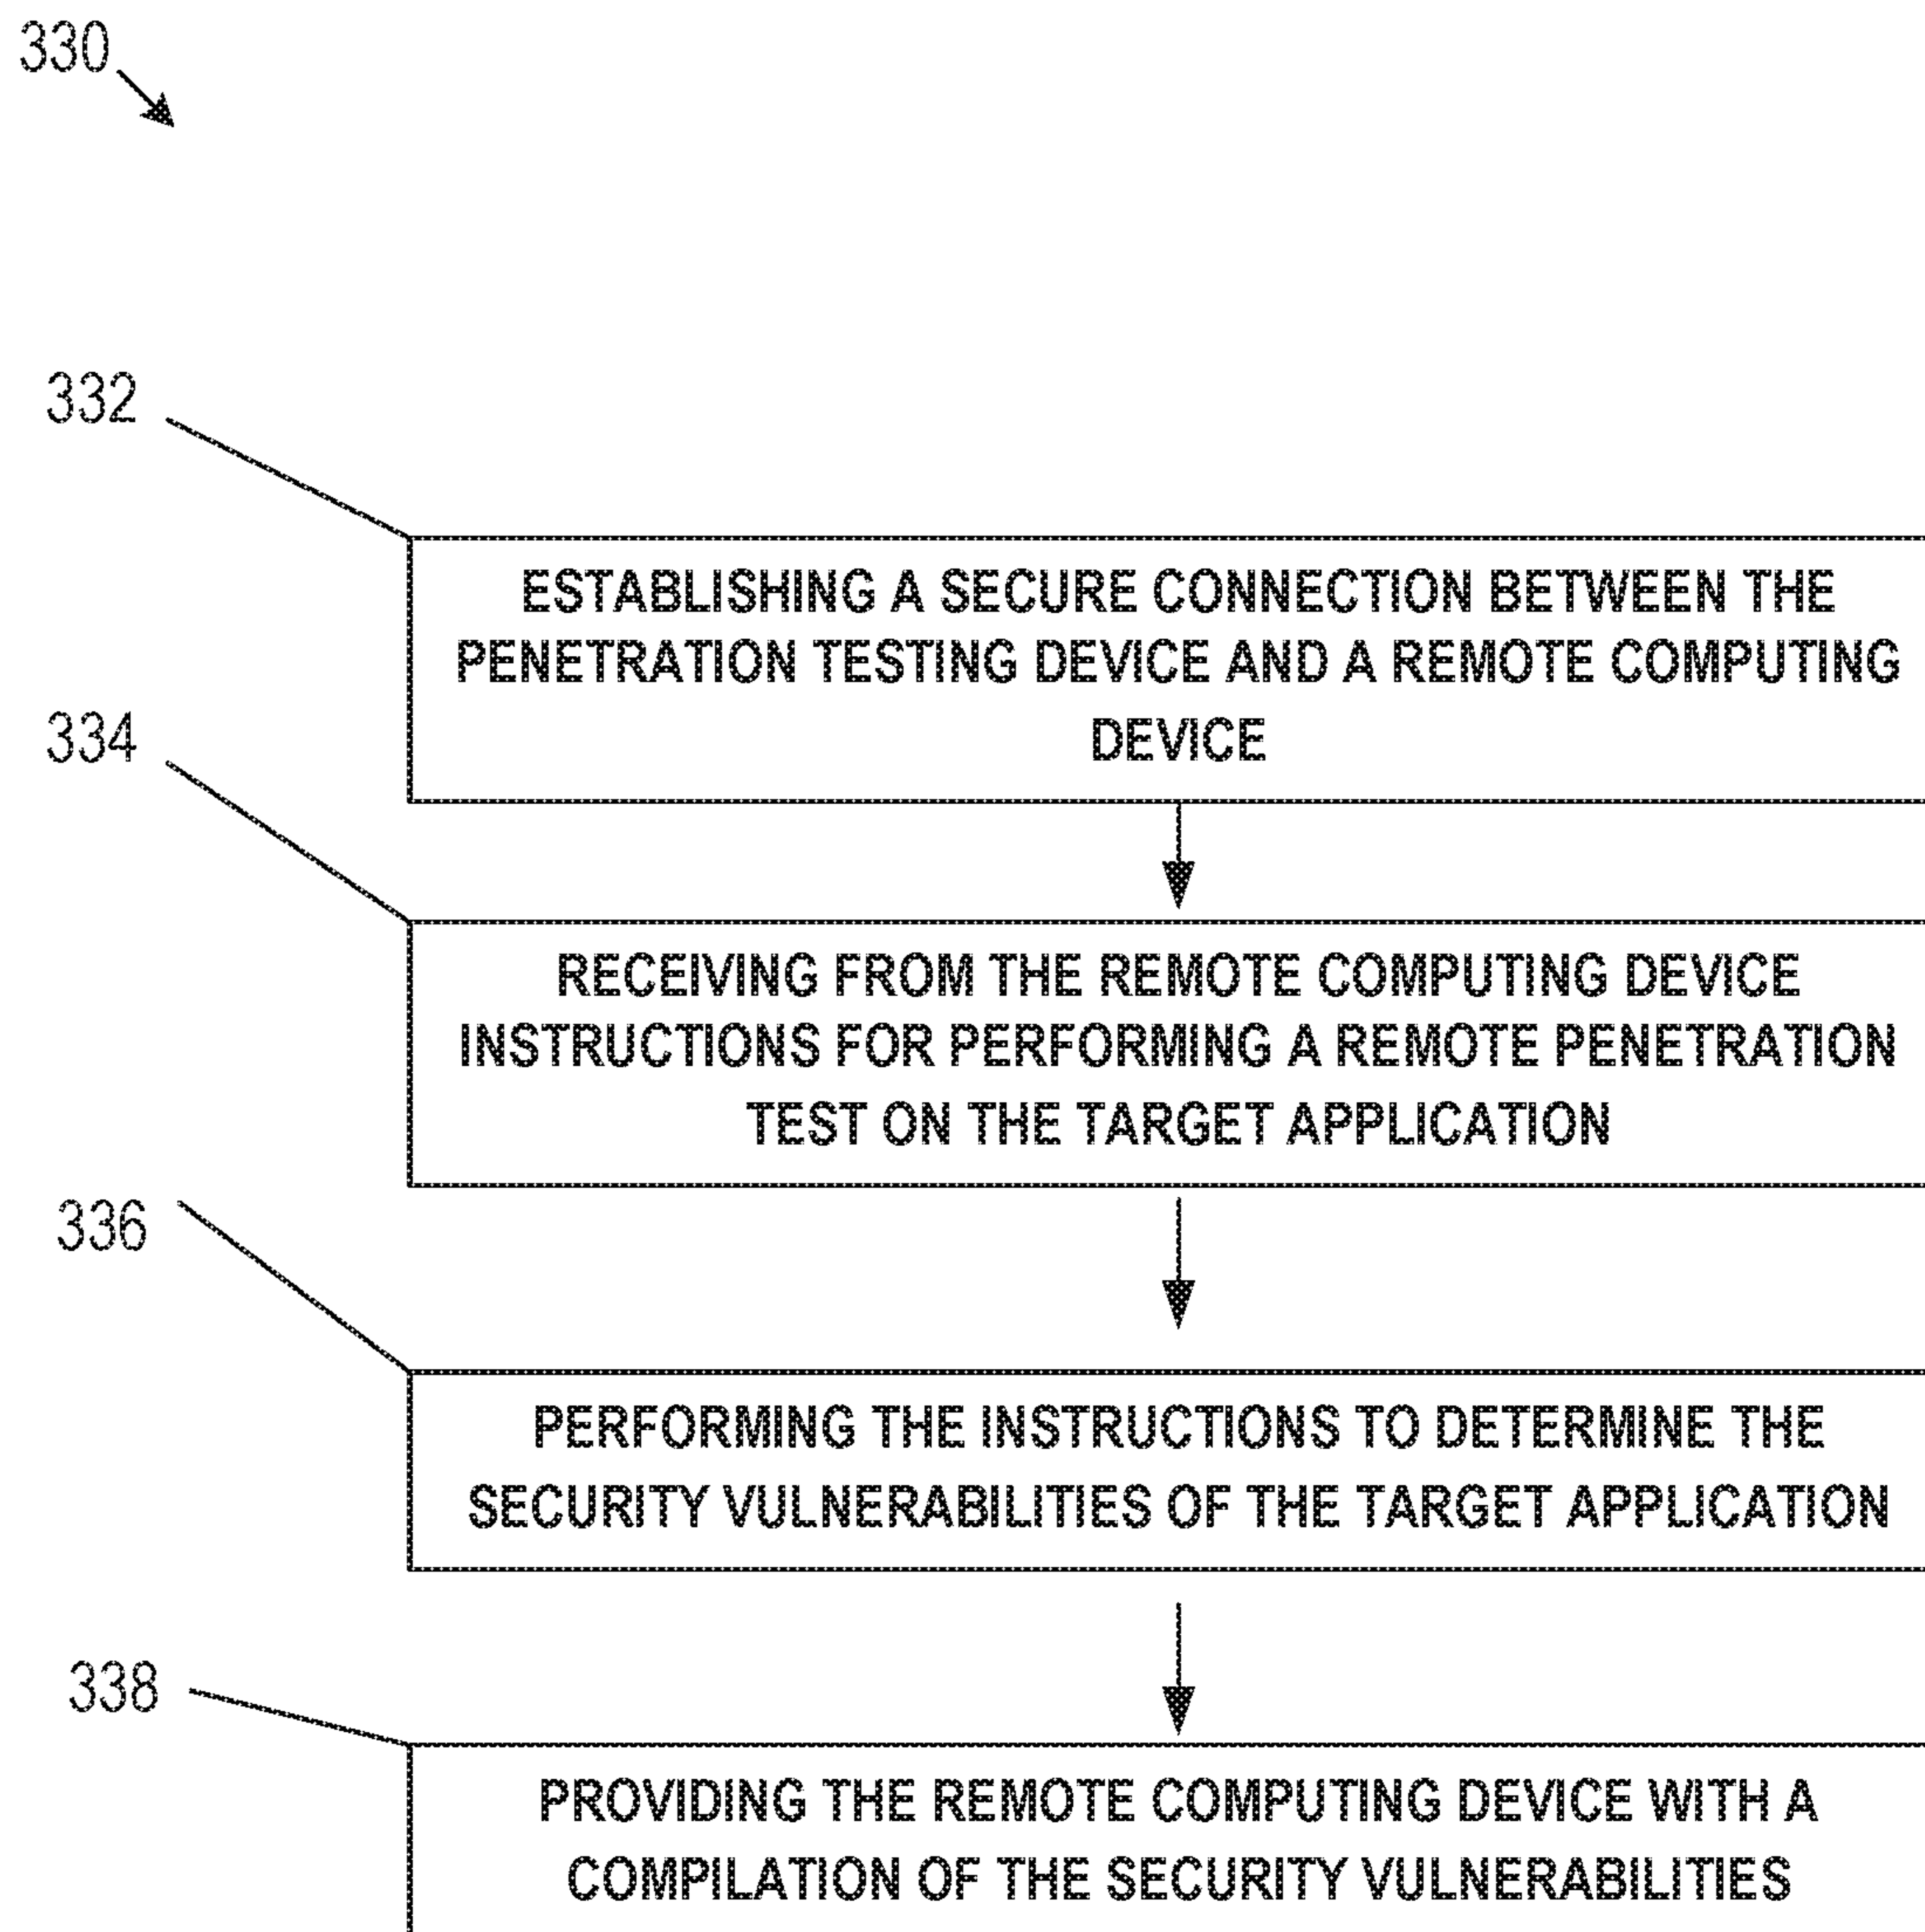 330
332
ESTABLISHING A SECURE CONNECTION BETWEEN THE
PENETRATION TESTING DEVICE AND A REMOTE COMPUTING
DEVICE
334
RECEIVING FROM THE REMOTE COMPUTING DEVICE
INSTRUCTIONS FOR PERFORMING A REMOTE PENETRATION
TEST ON THE TARGET APPLICATION
336
PERFORMING THE INSTRUCTIONS TO DETERMINE THE
SECURITY VULNERABILITIES OF THE TARGET APPLICATION
338
PROVIDING THE REMOTE COMPUTING DEVICE WITH A
COMPILATION OF THE SECURITY VULNERABILITIES